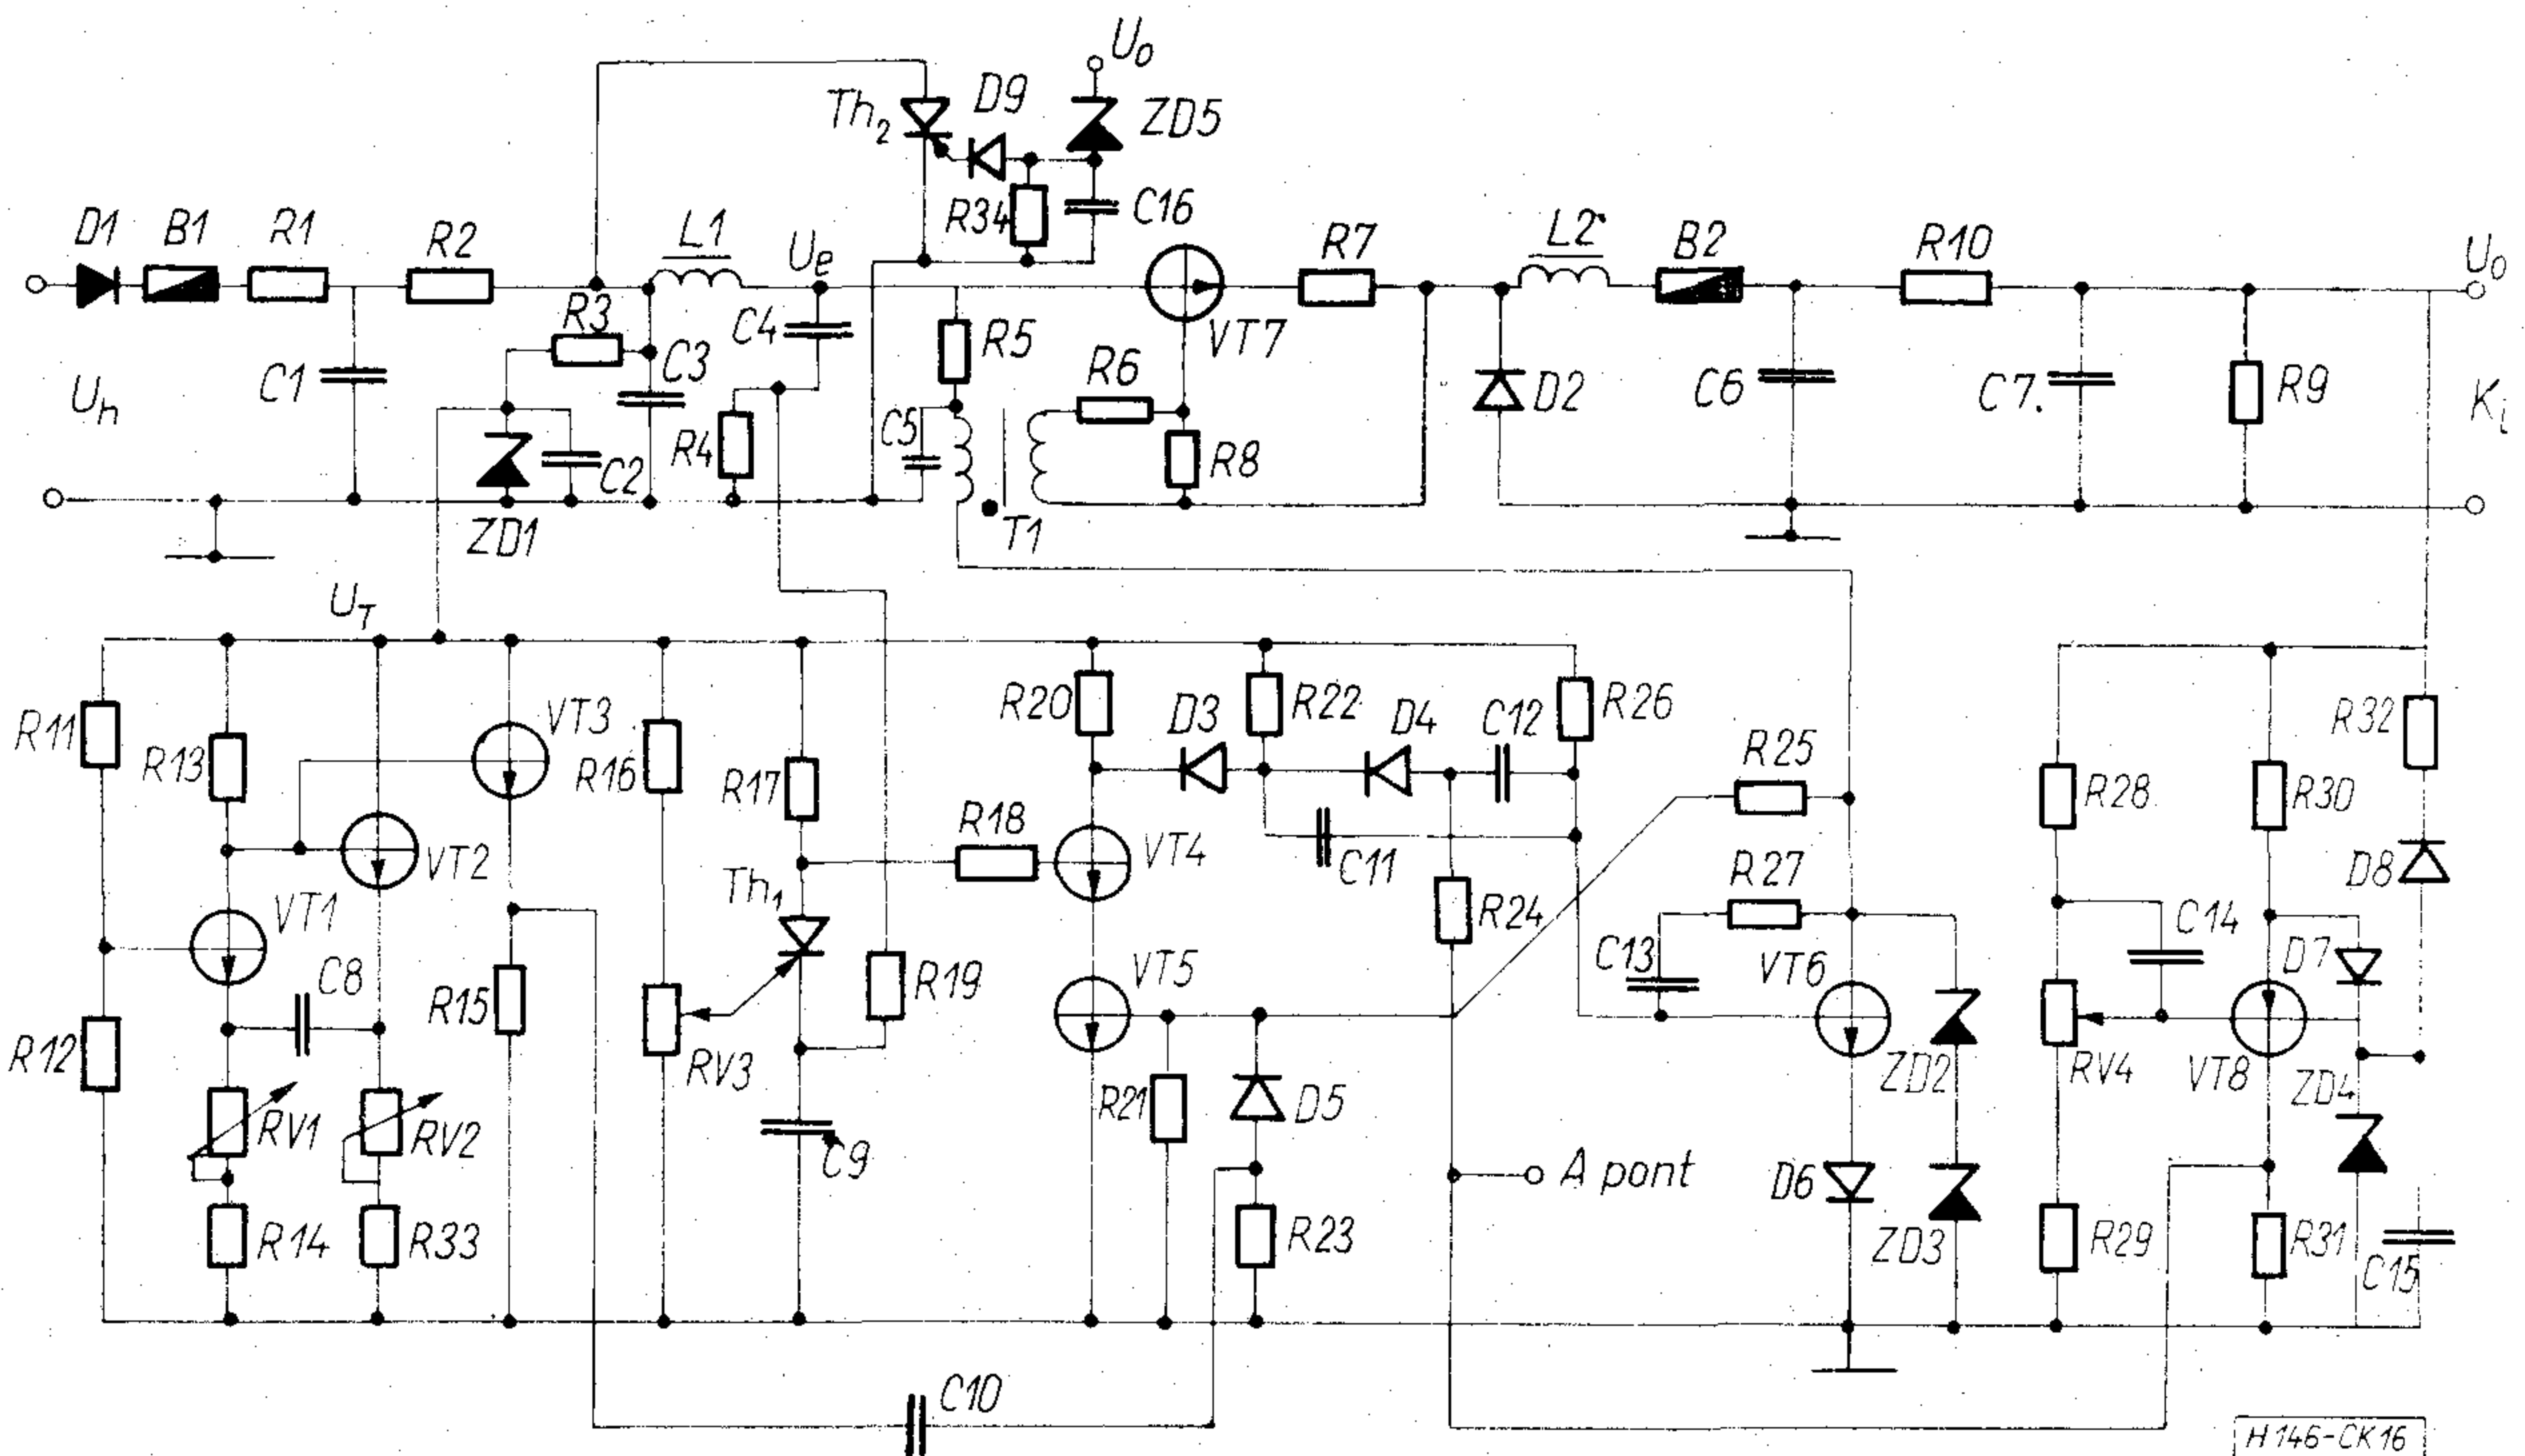 U₀
Th₂
D9
ZD5
D1
B1
R1
R2
L1
Uₑ
R34
C16
R7
L2
B2
R10
U₀
R3
C4
R5
VT7
C1
C3
R6
D2
C6
C7.
R9
Uₕ
Kᵢ
R4
C5
R8
C2
ZD1
T1
U_T
R11
R13
VT3
R16
R17
R20
D3
R22
D4
C12
R26
R25
R28
R30
R32
VT2
R18
VT4
C11
R27
D8
VT1
Th₁
R24
C14
C8
R15
R19
VT5
C13
VT6
D7
R12
RV3
ZD2
RV4
VT8
ZD4
RV1
RV2
C9
R21
D5
A pont
D6
R14
R33
R23
ZD3
R29
R31
C15
C10
H146-CK16